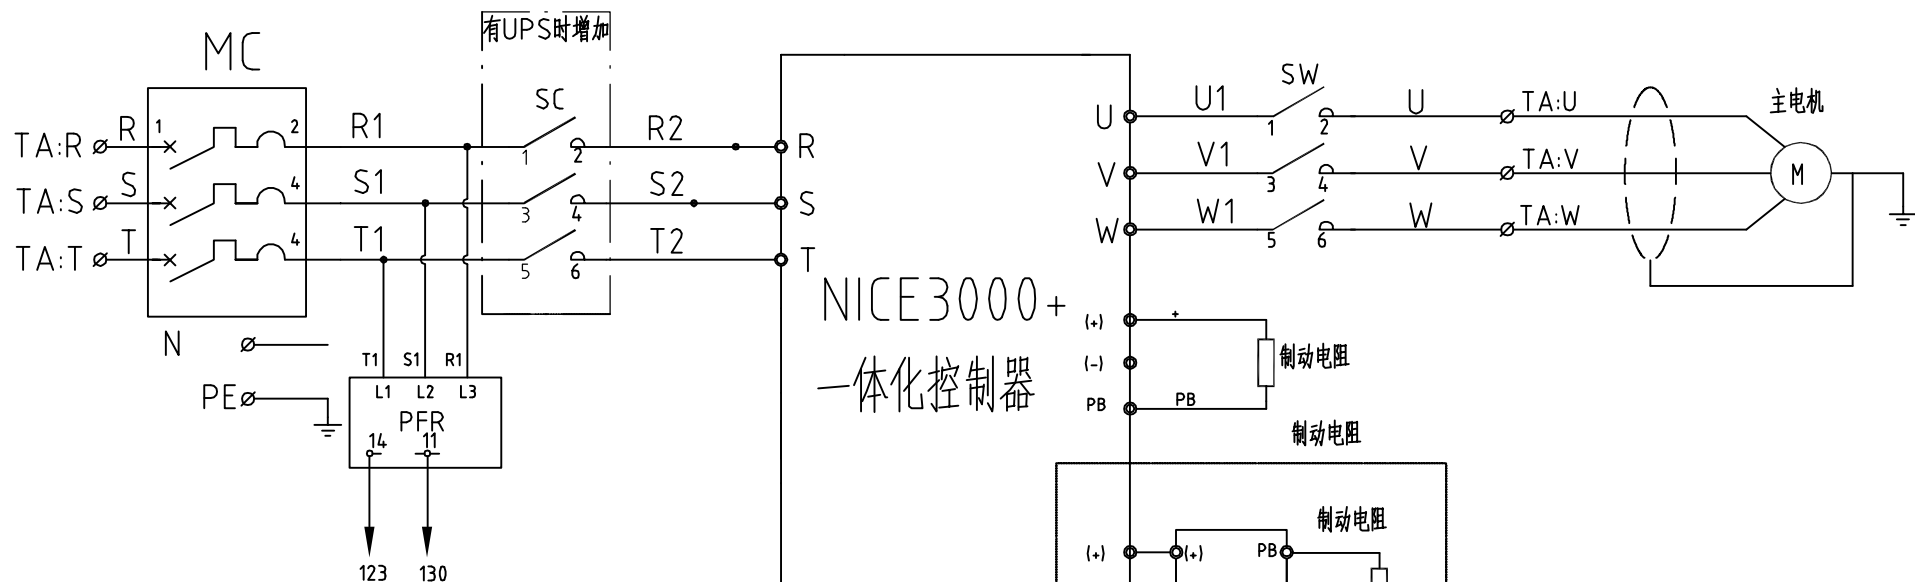 MC
有UPS时增加
SC
TA:R R 1 2 R1 1 2 R2 R
TA:S S 4 S1 3 4 S2 S
TA:T T 4 T1 5 6 T2 T
N
PE
T1 S1 R1
L1 L2 L3
PFR
14 11
123 130
NICE3000+
一体化控制器
SW
主电机
U U1 1 2 U TA:U
V V1 3 4 V TA:V
W W1 5 6 W TA:W
M
(+) +
制动电阻
(-)
PB PB
制动电阻
制动电阻
(+) (+) PB